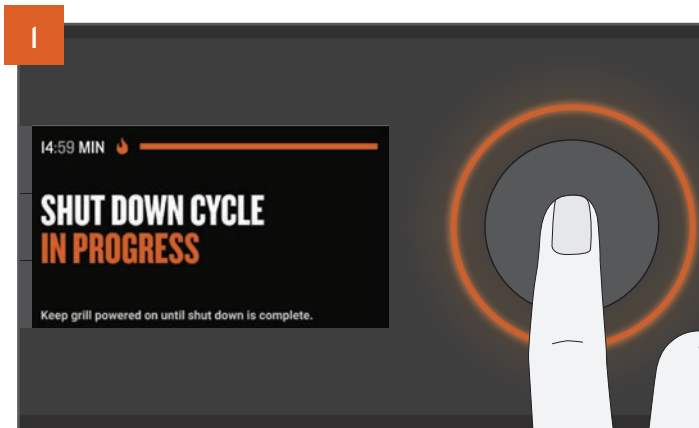 1
14:59 MIN
SHUT DOWN CYCLE
IN PROGRESS
Keep grill powered on until shut down is complete.